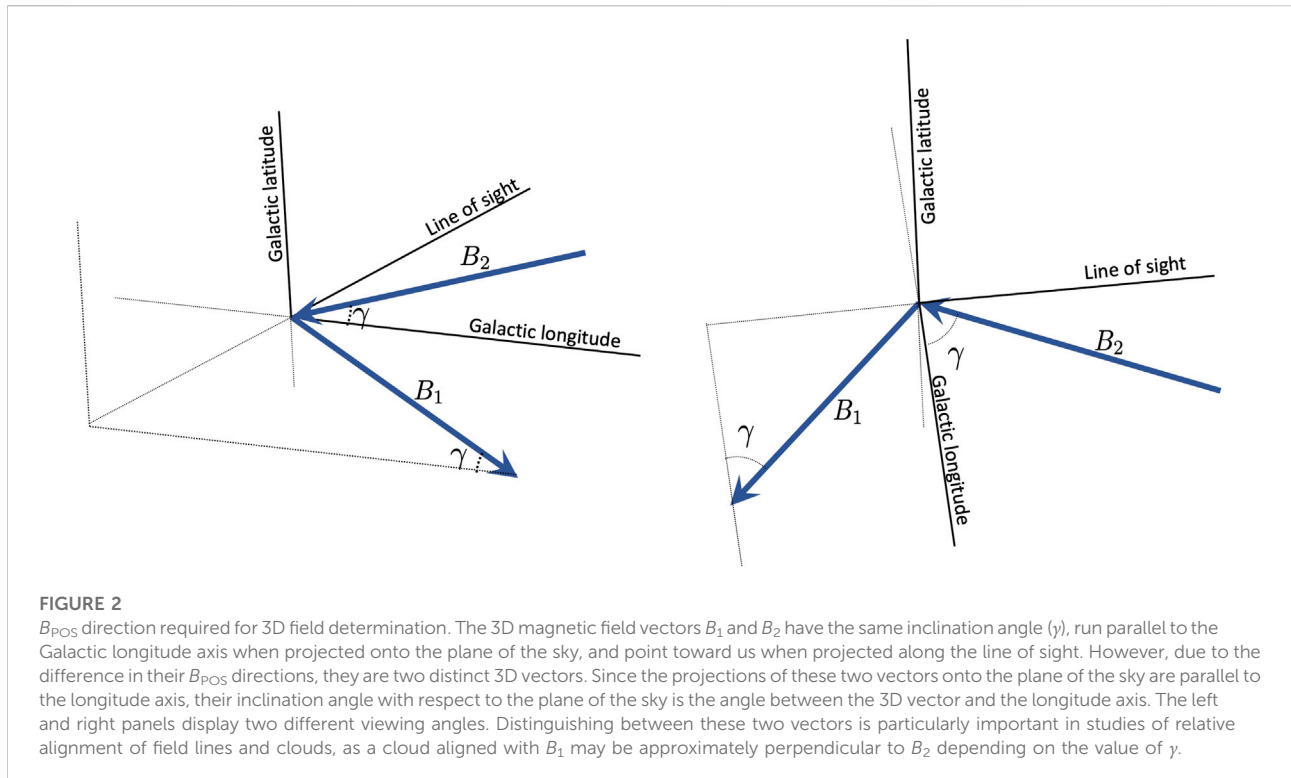 Galactic latitude
Line of sight
B₂
γ
Galactic longitude
B₁
γ
Galactic latitude
Line of sight
γ
B₂
B₁
γ
Galactic longitude
FIGURE 2
B_POS direction required for 3D field determination. The 3D magnetic field vectors B₁ and B₂ have the same inclination angle (γ), run parallel to the
Galactic longitude axis when projected onto the plane of the sky, and point toward us when projected along the line of sight. However, due to the
difference in their B_POS directions, they are two distinct 3D vectors. Since the projections of these two vectors onto the plane of the sky are parallel to
the longitude axis, their inclination angle with respect to the plane of the sky is the angle between the 3D vector and the longitude axis. The left
and right panels display two different viewing angles. Distinguishing between these two vectors is particularly important in studies of relative
alignment of field lines and clouds, as a cloud aligned with B₁ may be approximately perpendicular to B₂ depending on the value of γ.